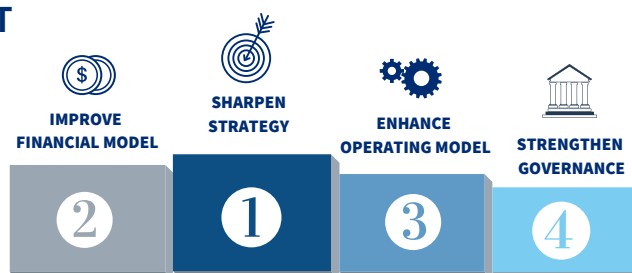 T
IMPROVE
FINANCIAL MODEL
$
SHARPEN
STRATEGY
ENHANCE
OPERATING MODEL
STRENGTHEN
GOVERNANCE
2
1
3
4